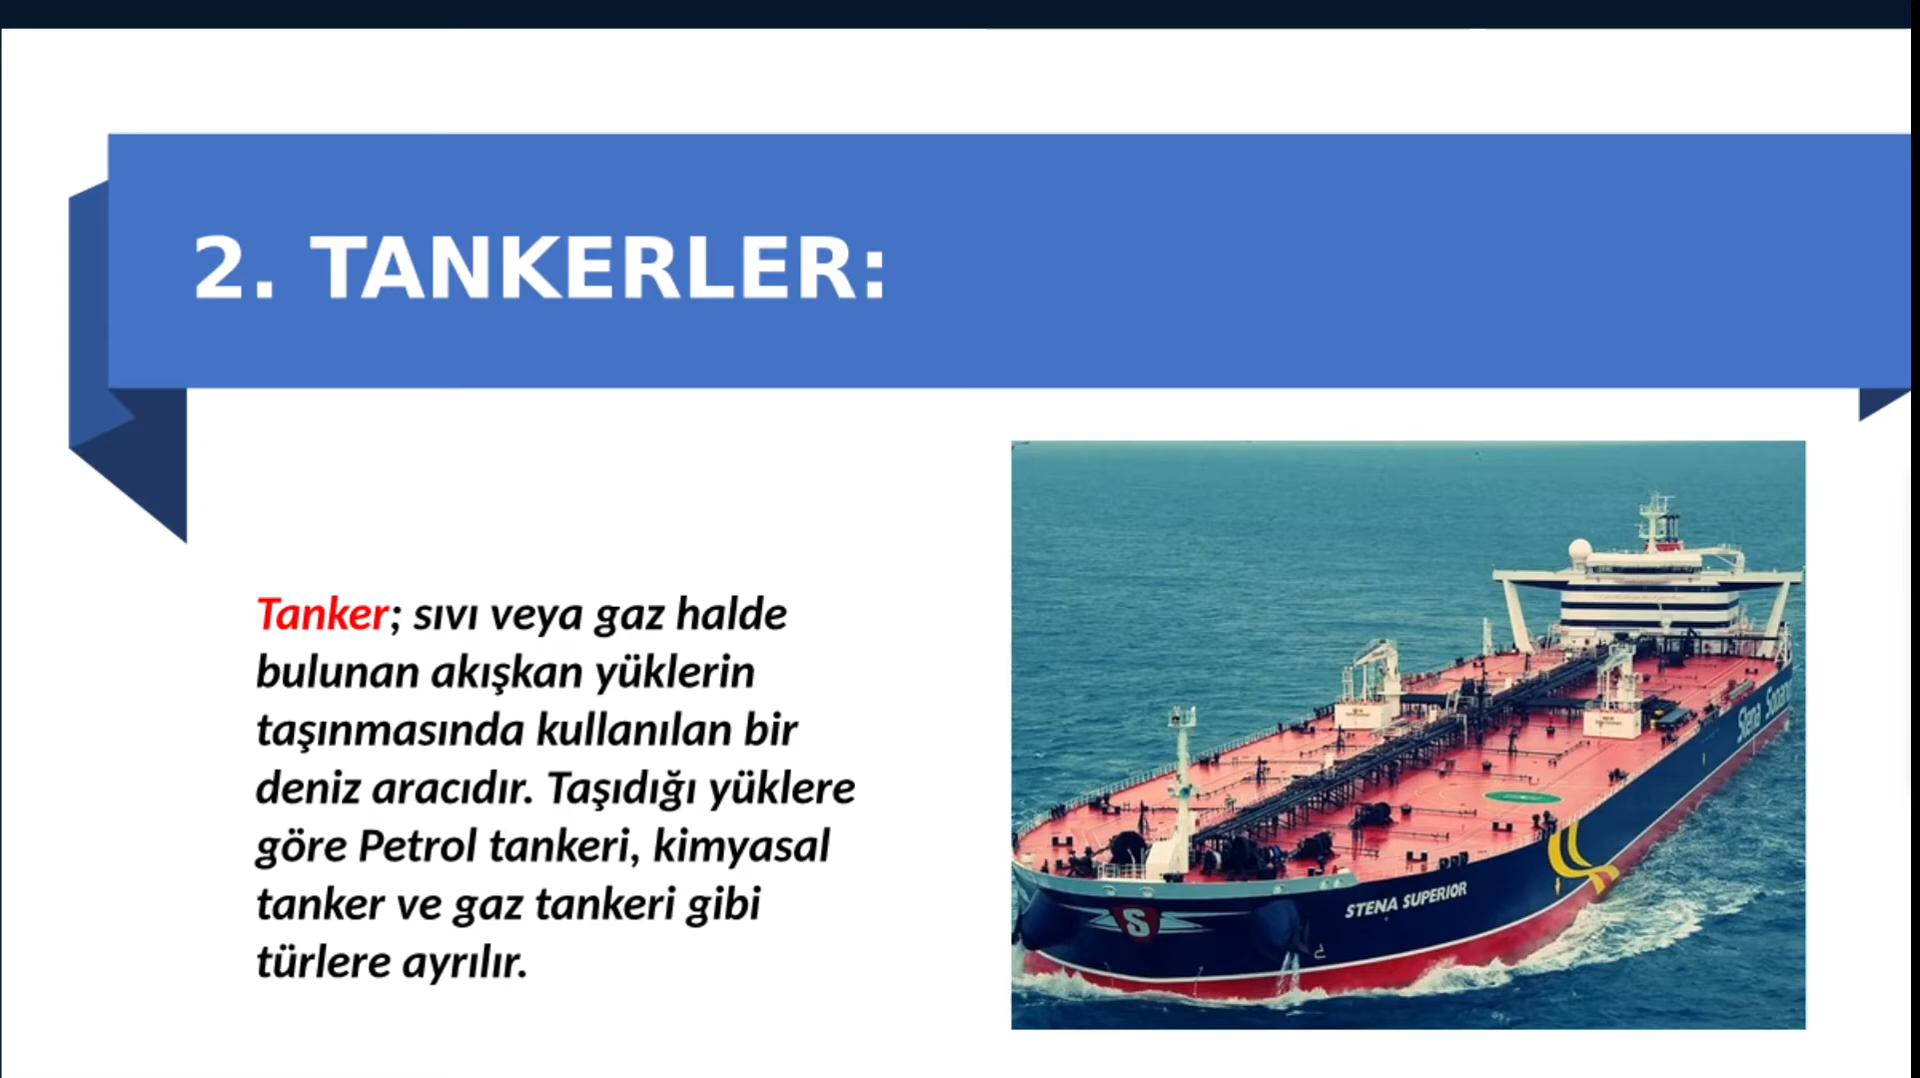 2. TANKERLER:
Tanker; sıvı veya gaz halde
bulunan akışkan yüklerin
taşınmasında kullanılan bir
deniz aracıdır. Taşıdığı yüklere
göre Petrol tankeri, kimyasal
tanker ve gaz tankeri gibi
türlere ayrılır.
Stena
STENA SUPERIOR
S